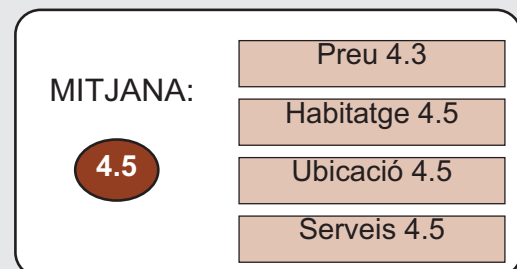 MITJANA:
4.5
Preu 4.3
Habitatge 4.5
Ubicació 4.5
Serveis 4.5